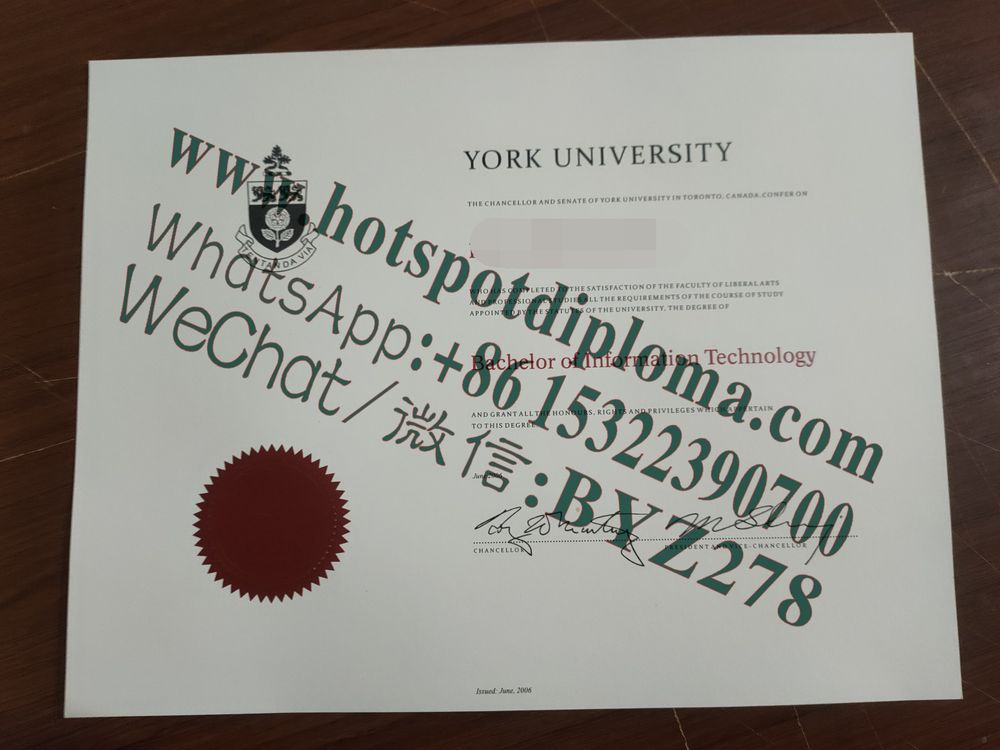 YORK UNIVERSITY
THE CHANCELLOR AND SENATE OF YORK UNIVERSITY IN TORONTO, CANADA, CONFER ON
WHO HAS COMPLETED TO THE SATISFACTION OF THE FACULTY OF LIBERAL ARTS
AND PROFESSIONAL STUDIES ALL THE REQUIREMENTS OF THE COURSE OF STUDY
APPOINTED BY THE STATUTES OF THE UNIVERSITY, THE DEGREE OF
Bachelor of Information Technology
AND GRANT ALL THE HONOURS, RIGHTS AND PRIVILEGES WHICH APPERTAIN
TO THIS DEGREE
June
CHANCELLOR
PRESIDENT AND VICE-CHANCELLOR
Issued: June, 2006
TENTANDA VIA
www.hotspotdiploma.com
WhatsApp:+86 15322390700
WeChat/微信:BYZ278